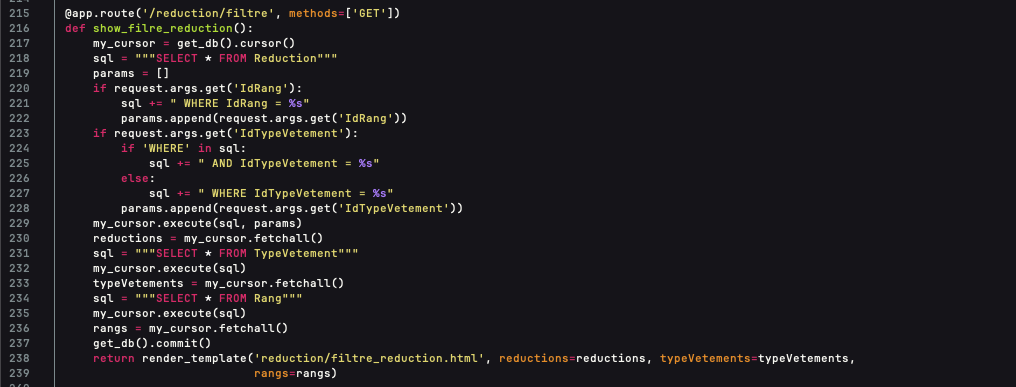 215 @app.route('/reduction/filtre', methods=['GET'])
216 def show_filre_reduction():
217     my_cursor = get_db().cursor()
218     sql = """SELECT * FROM Reduction"""
219     params = []
220     if request.args.get('IdRang'):
221         sql += " WHERE IdRang = %s"
222         params.append(request.args.get('IdRang'))
223     if request.args.get('IdTypeVetement'):
224         if 'WHERE' in sql:
225             sql += " AND IdTypeVetement = %s"
226         else:
227             sql += " WHERE IdTypeVetement = %s"
228         params.append(request.args.get('IdTypeVetement'))
229     my_cursor.execute(sql, params)
230     reductions = my_cursor.fetchall()
231     sql = """SELECT * FROM TypeVetement"""
232     my_cursor.execute(sql)
233     typeVetements = my_cursor.fetchall()
234     sql = """SELECT * FROM Rang"""
235     my_cursor.execute(sql)
236     rangs = my_cursor.fetchall()
237     get_db().commit()
238     return render_template('reduction/filtre_reduction.html', reductions=reductions, typeVetements=typeVetements,
239                            rangs=rangs)